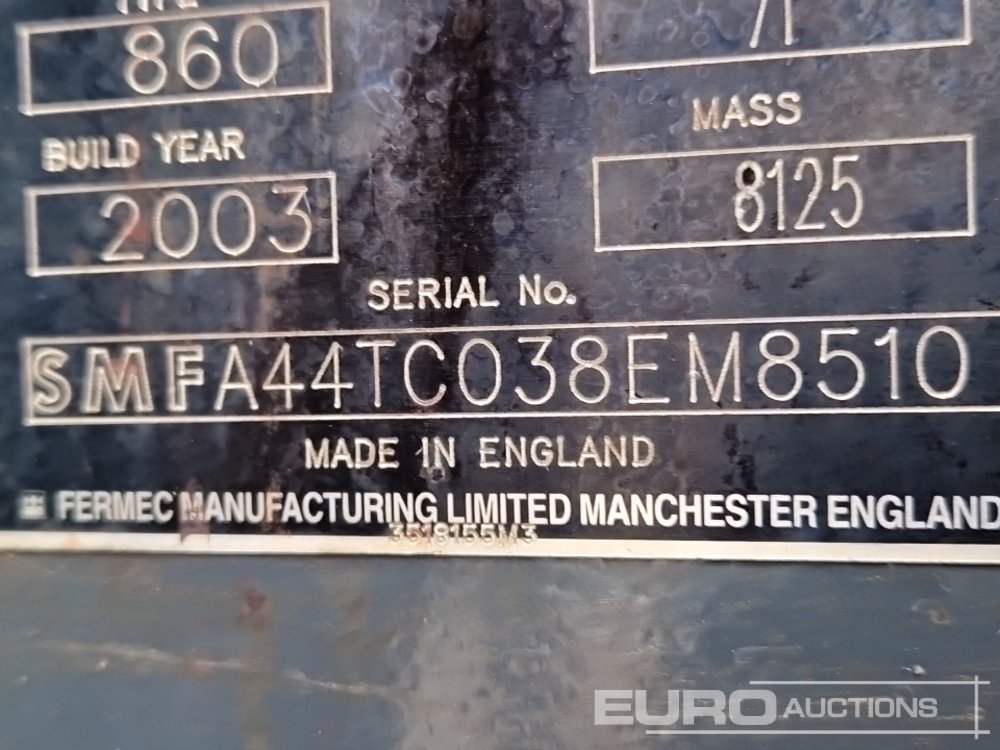 860
BUILD YEAR
2003
MASS
8125
SERIAL No.
SMFA44TC038EM8510
MADE IN ENGLAND
FERMEC MANUFACTURING LIMITED MANCHESTER ENGLAND
3518155M3
EURO AUCTIONS